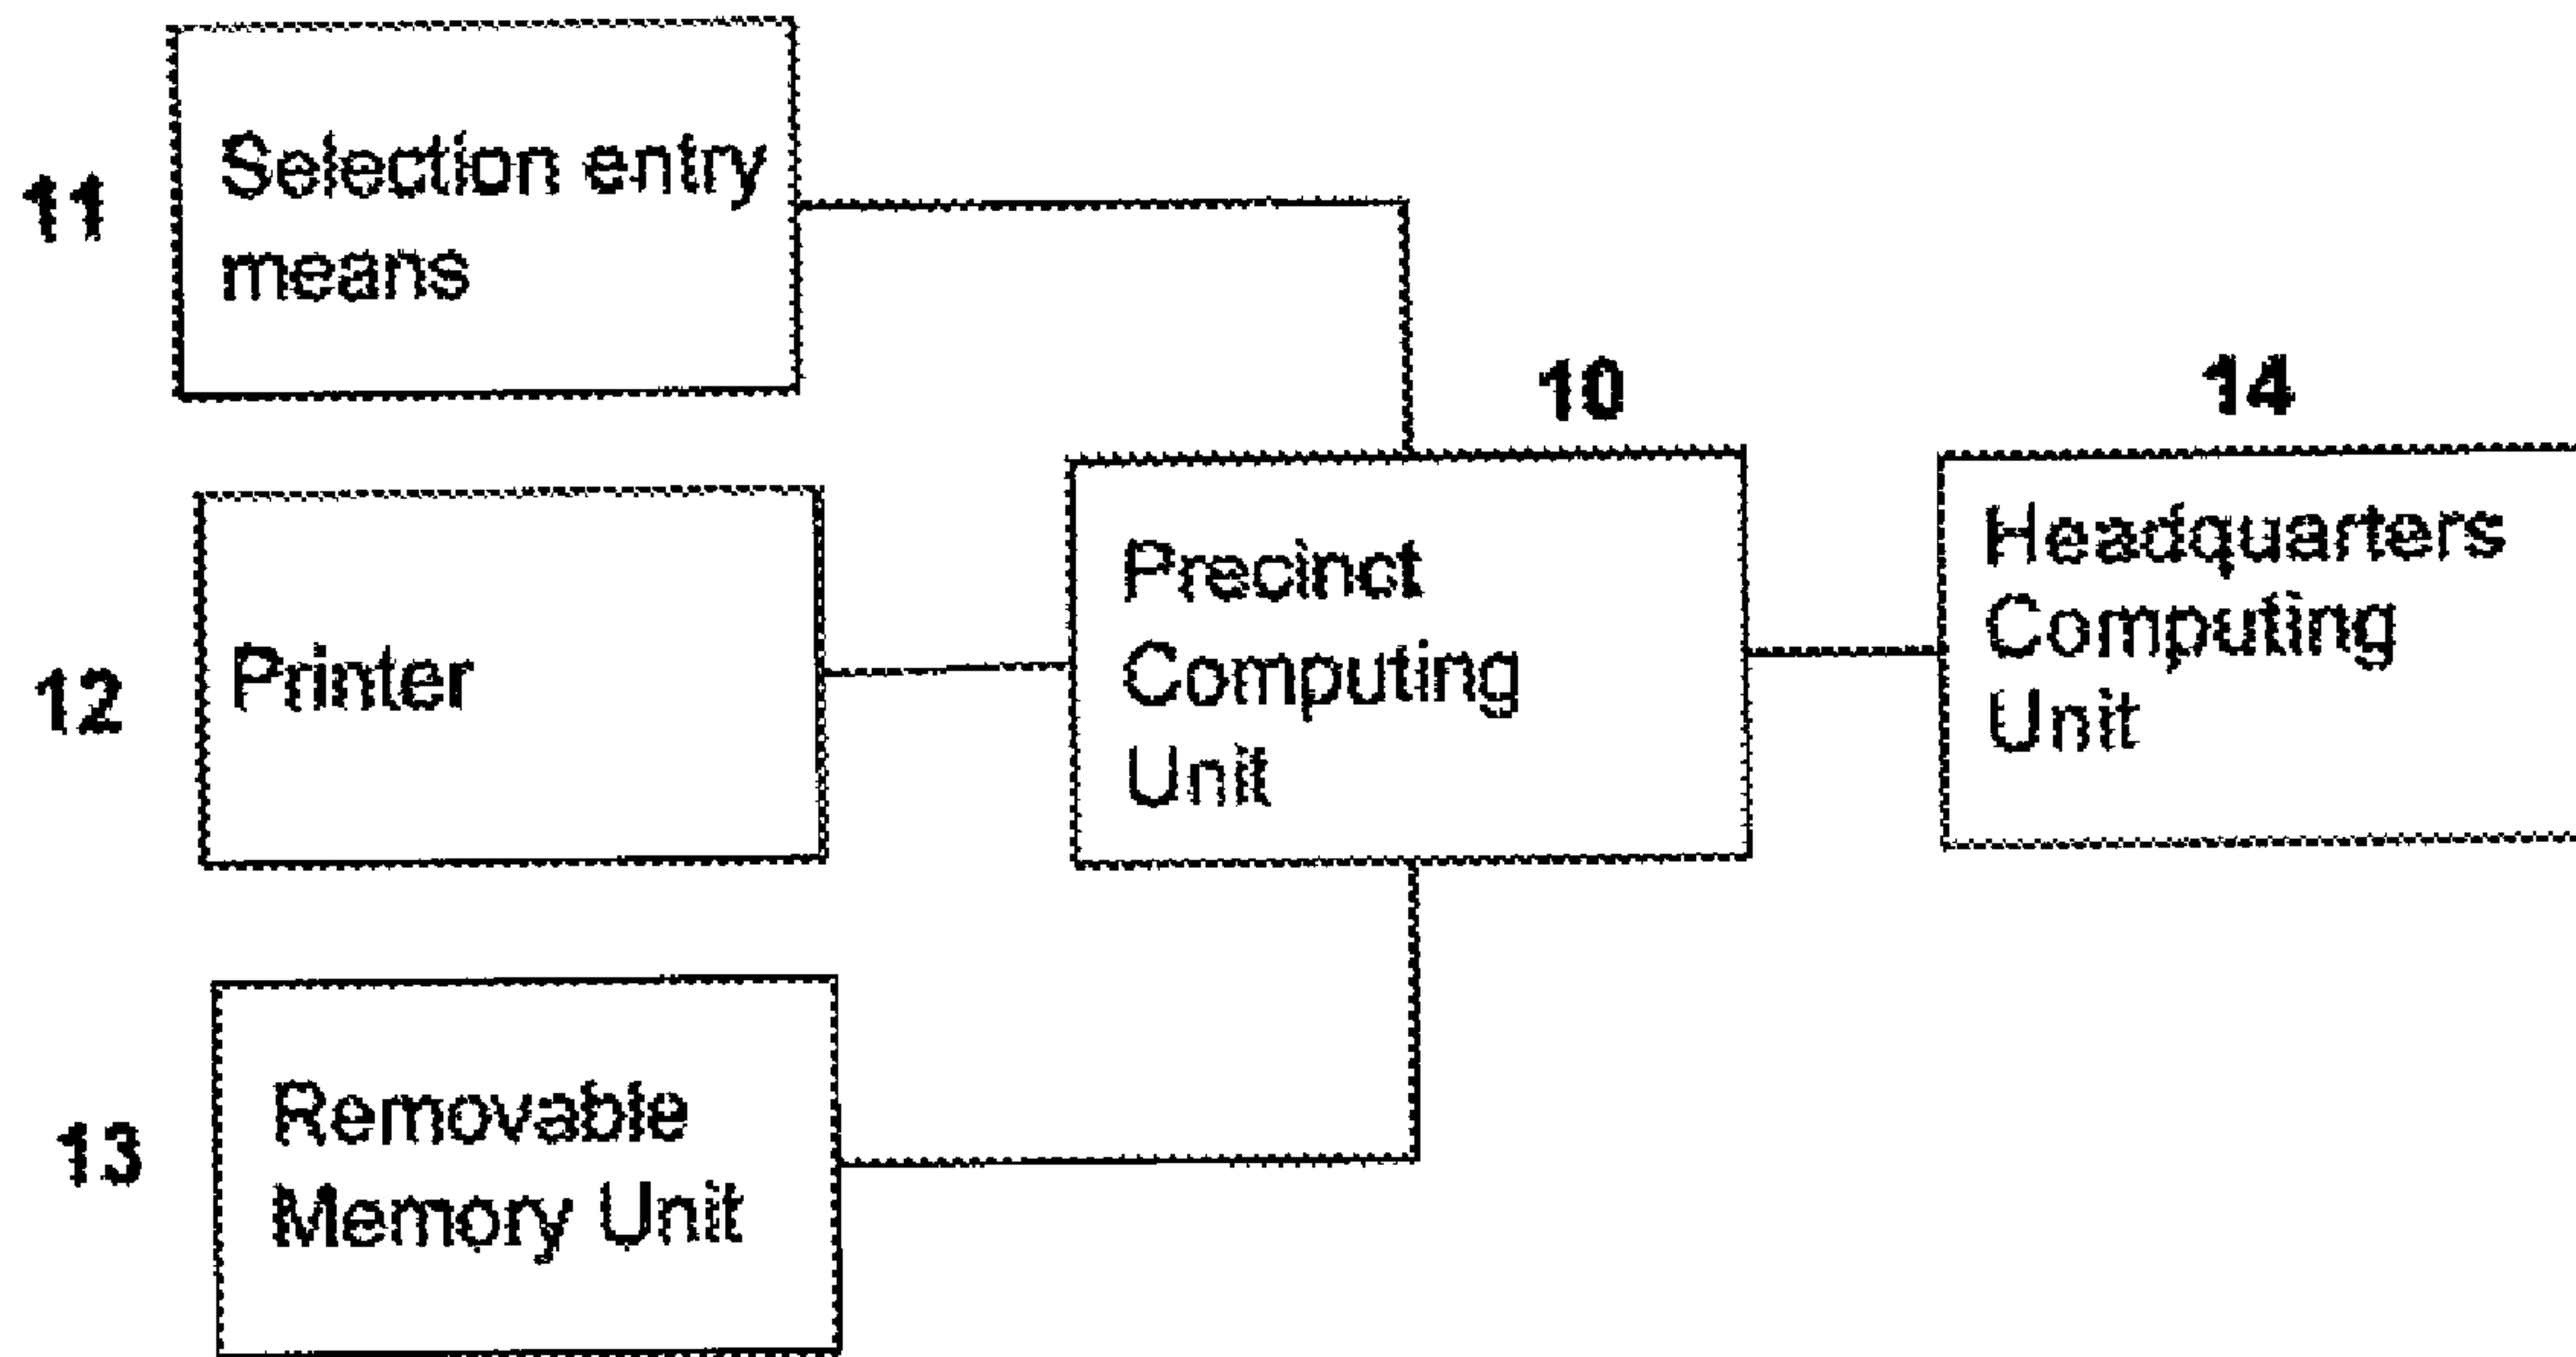 11
Selection entry
means
10
14
12
Printer
Precinct
Computing
Unit
Headquarters
Computing
Unit
13
Removable
Memory Unit